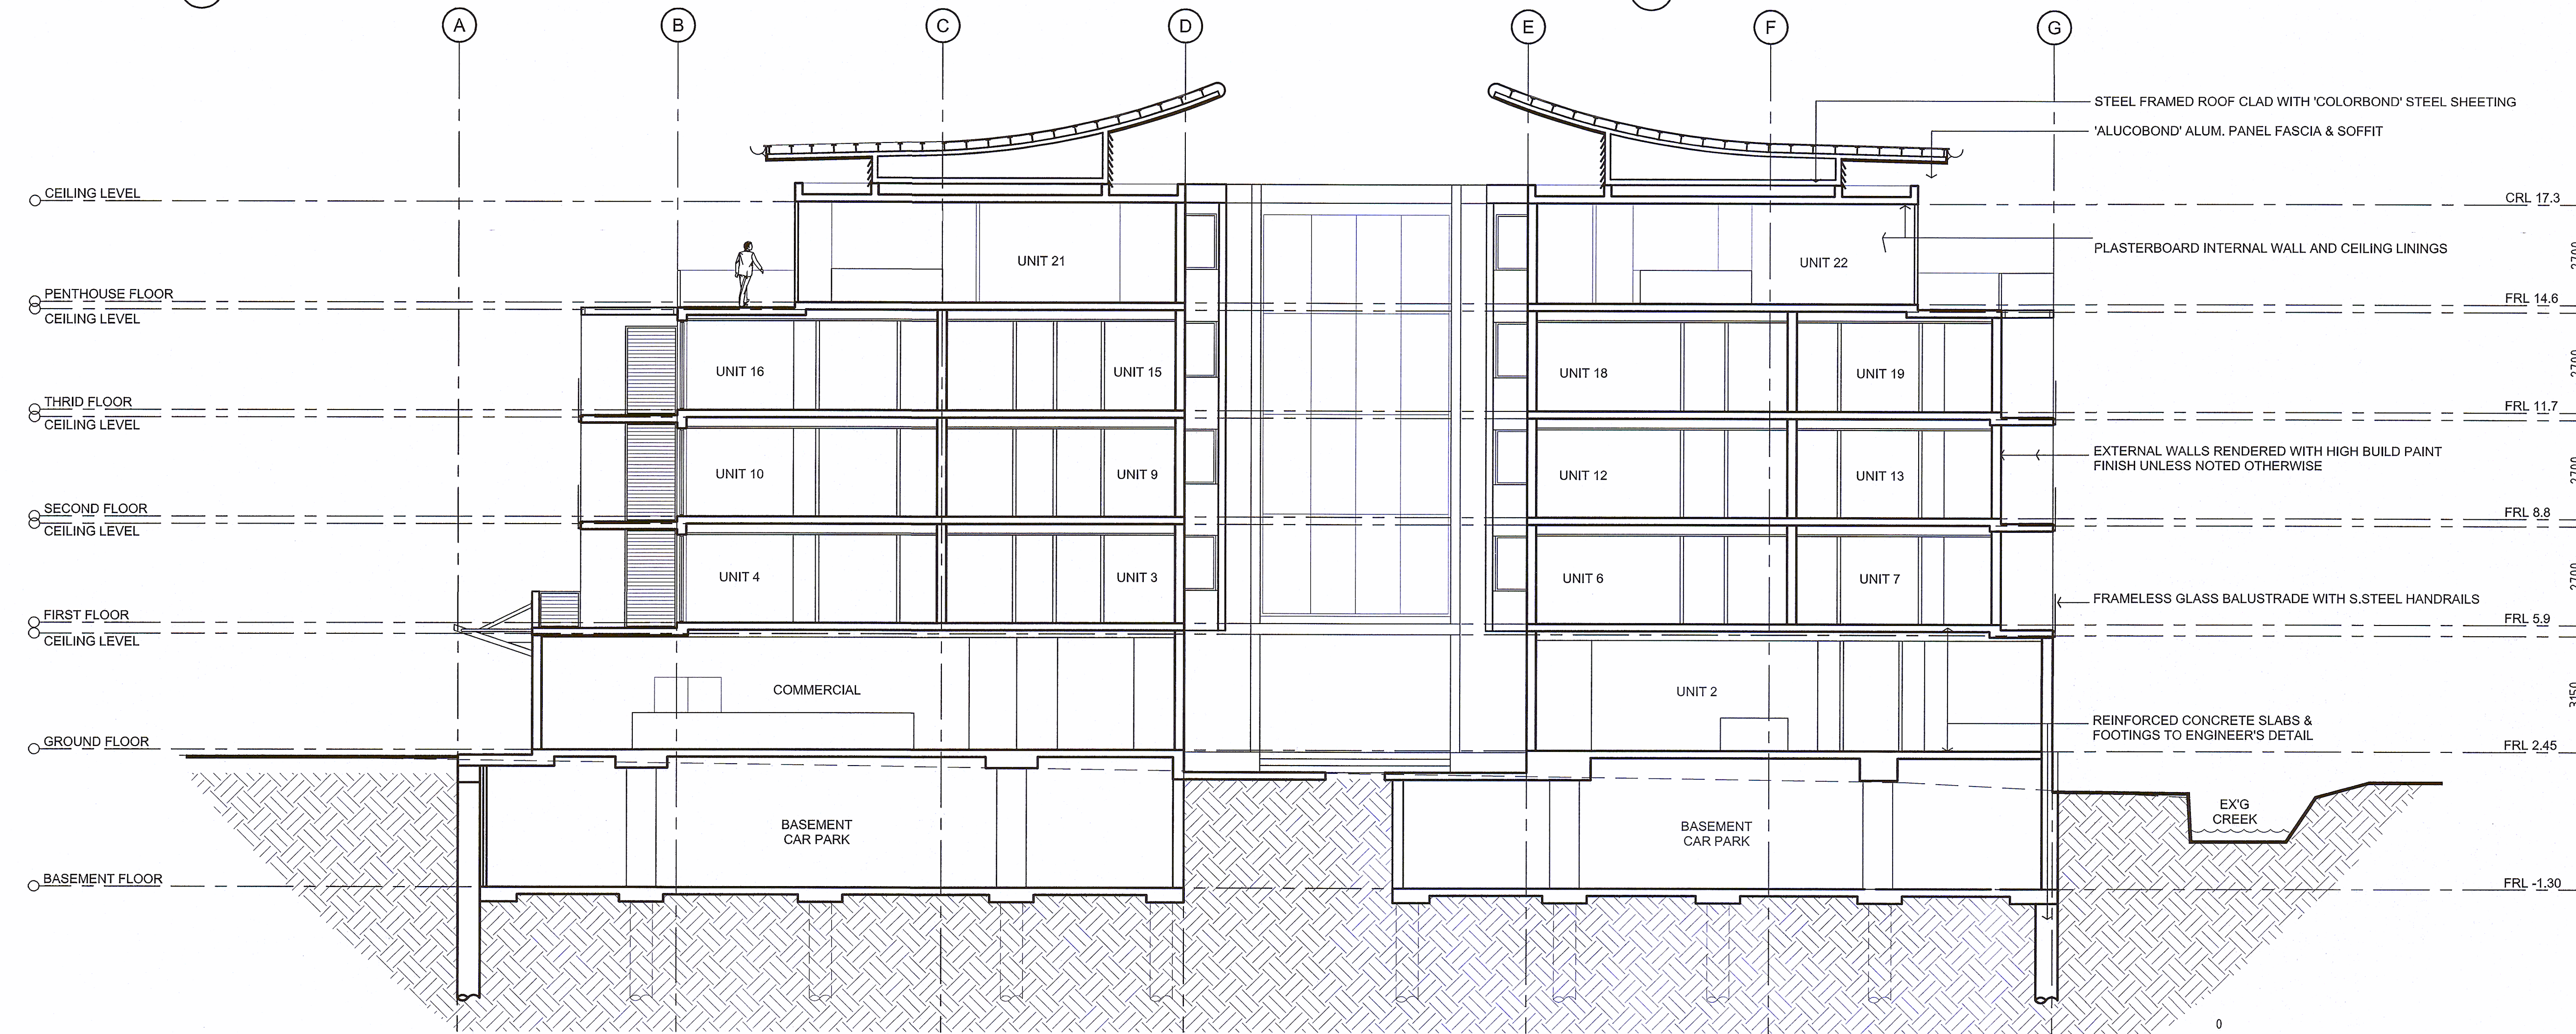 A B C D E F G
STEEL FRAMED ROOF CLAD WITH 'COLORBOND' STEEL SHEETING
'ALUCOBOND' ALUM. PANEL FASCIA & SOFFIT
CEILING LEVEL
CRL 17.3
PLASTERBOARD INTERNAL WALL AND CEILING LININGS
2700
UNIT 21
UNIT 22
PENTHOUSE FLOOR
FRL 14.6
CEILING LEVEL
UNIT 16
UNIT 15
UNIT 18
UNIT 19
2700
THRID FLOOR
FRL 11.7
CEILING LEVEL
EXTERNAL WALLS RENDERED WITH HIGH BUILD PAINT
FINISH UNLESS NOTED OTHERWISE
UNIT 10
UNIT 9
UNIT 12
UNIT 13
2700
SECOND FLOOR
FRL 8.8
CEILING LEVEL
UNIT 4
UNIT 3
UNIT 6
UNIT 7
2700
FRAMELESS GLASS BALUSTRADE WITH S.STEEL HANDRAILS
FIRST FLOOR
FRL 5.9
CEILING LEVEL
COMMERCIAL
UNIT 2
3150
REINFORCED CONCRETE SLABS &
FOOTINGS TO ENGINEER'S DETAIL
GROUND FLOOR
FRL 2.45
EX'G
CREEK
BASEMENT
CAR PARK
BASEMENT
CAR PARK
BASEMENT FLOOR
FRL -1.30
0